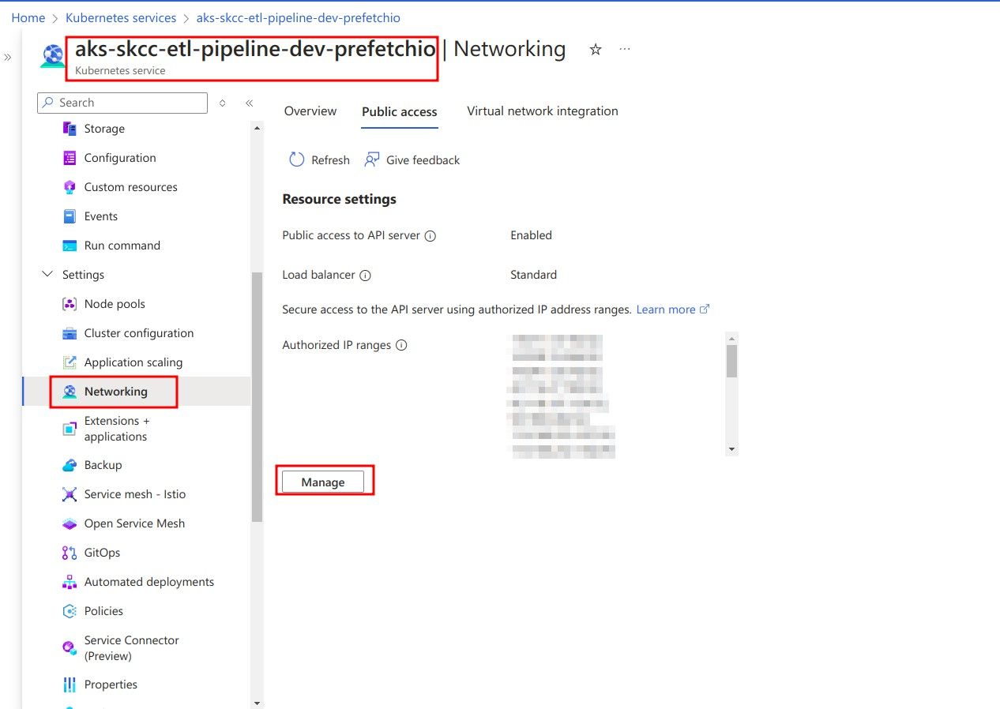 Home > Kubernetes services > aks-skcc-etl-pipeline-dev-prefetchio
aks-skcc-etl-pipeline-dev-prefetchio | Networking
Kubernetes service
Search
Storage
Configuration
Custom resources
Events
Run command
Settings
Node pools
Cluster configuration
Application scaling
Networking
Extensions +
applications
Backup
Service mesh - Istio
Open Service Mesh
GitOps
Automated deployments
Policies
Service Connector
(Preview)
Properties
Overview Public access Virtual network integration
Refresh Give feedback
Resource settings
Public access to API server Enabled
Load balancer Standard
Secure access to the API server using authorized IP address ranges. Learn more
Authorized IP ranges
Manage